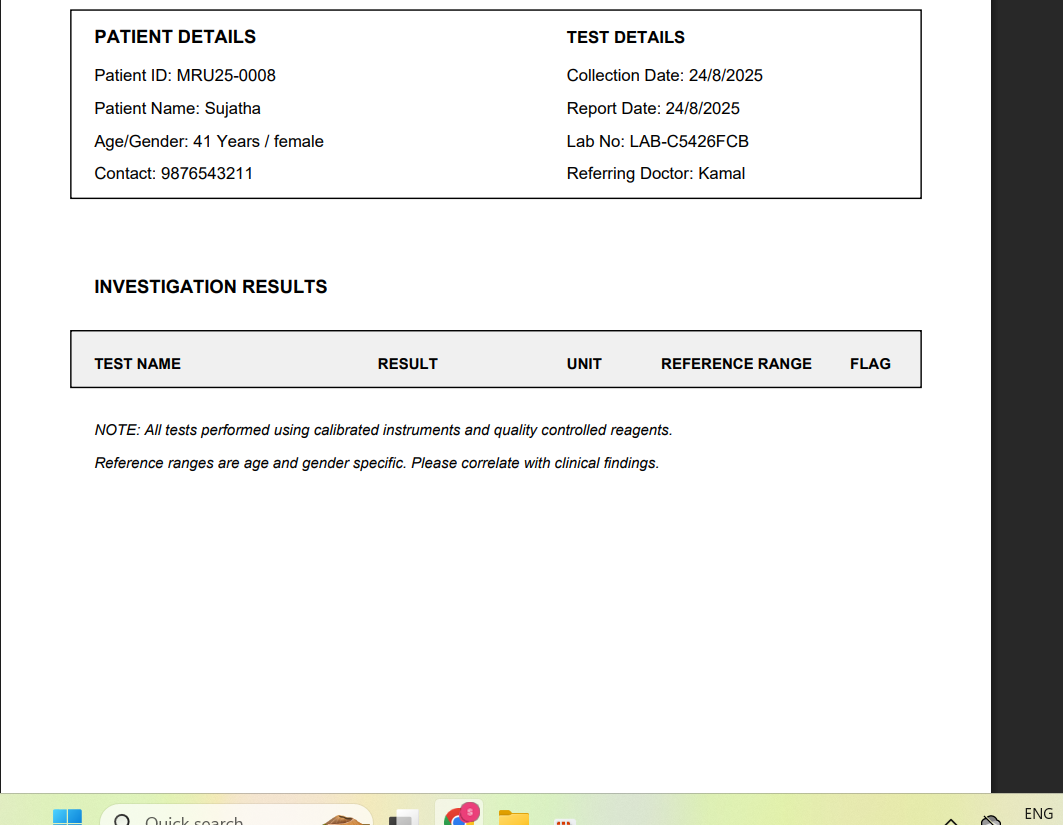 PATIENT DETAILS
Patient ID: MRU25-0008
Patient Name: Sujatha
Age/Gender: 41 Years / female
Contact: 9876543211
TEST DETAILS
Collection Date: 24/8/2025
Report Date: 24/8/2025
Lab No: LAB-C5426FCB
Referring Doctor: Kamal
INVESTIGATION RESULTS
TEST NAME RESULT UNIT REFERENCE RANGE FLAG
NOTE: All tests performed using calibrated instruments and quality controlled reagents.
Reference ranges are age and gender specific. Please correlate with clinical findings.
Quick search
S
ENG